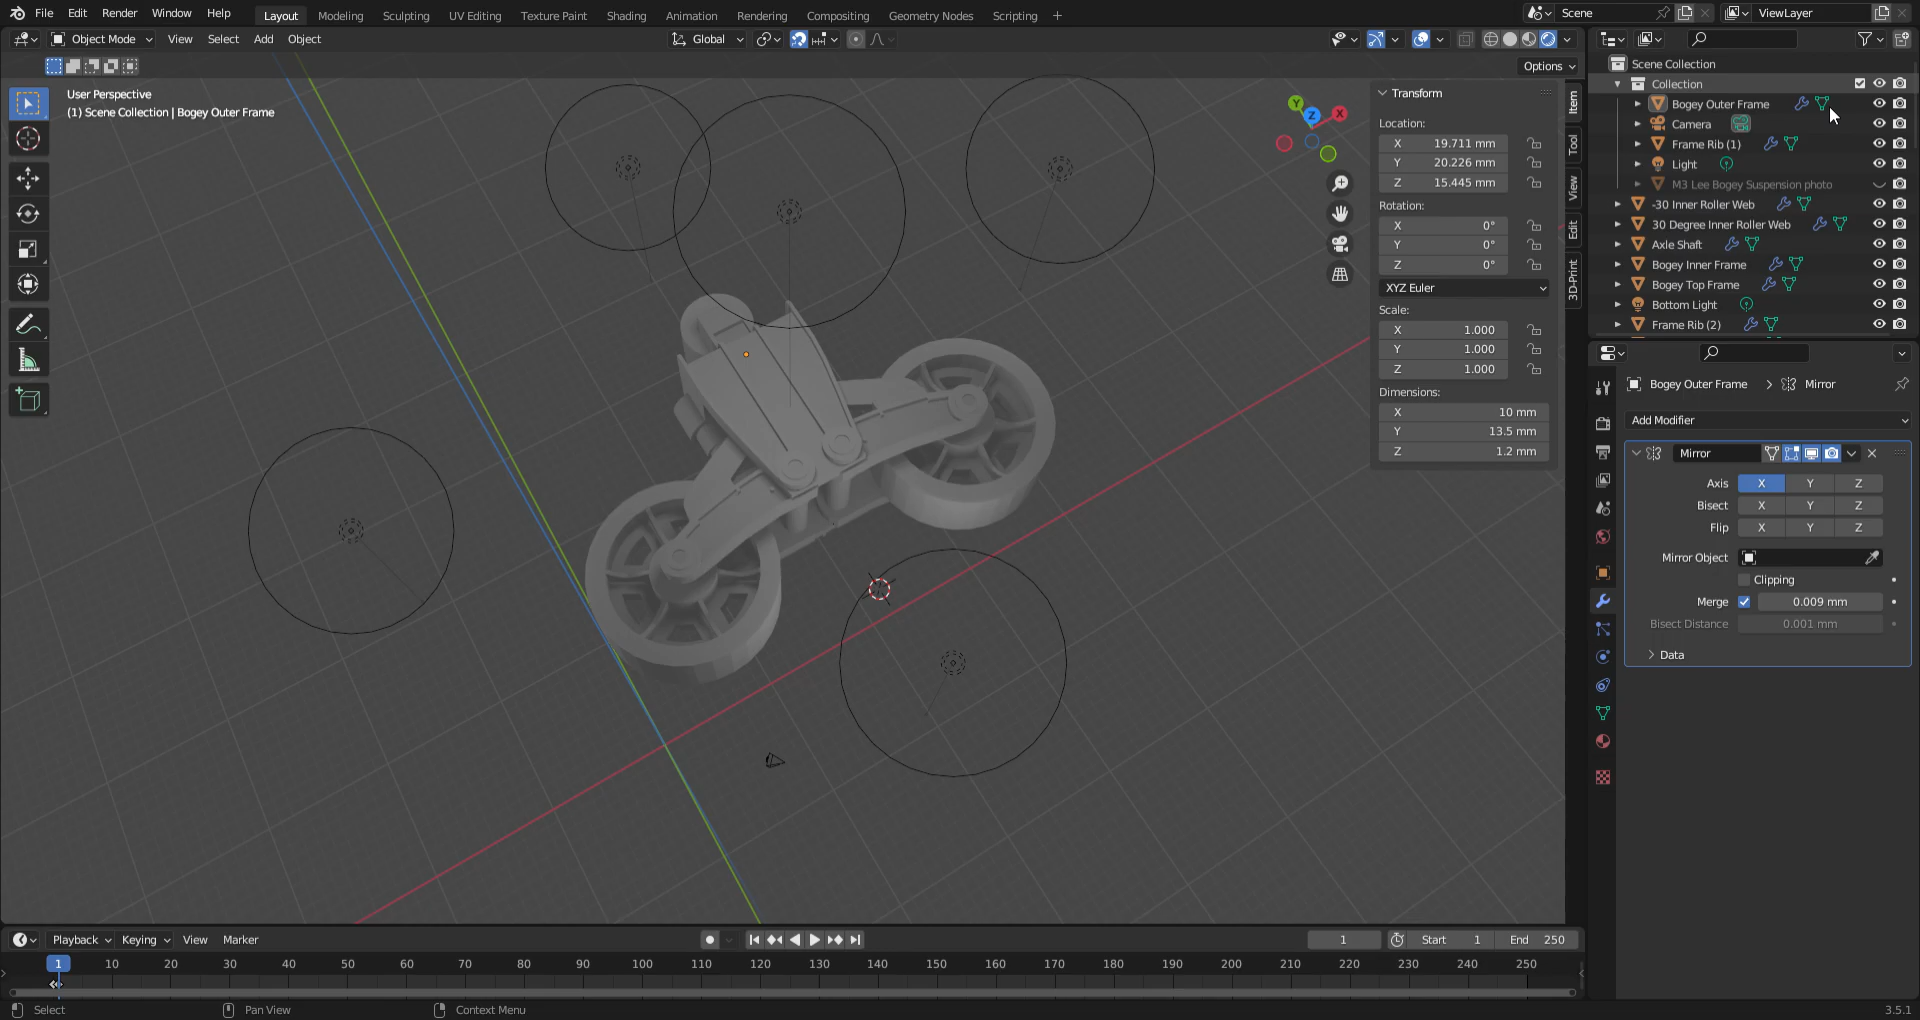 File Edit Render Window Help Layout Modeling Sculpting UV Editing Texture Paint Shading Animation Rendering Compositing Geometry Nodes Scripting + Scene ViewLayer
Object Mode View Select Add Object Global
Options
User Perspective
(1) Scene Collection | Bogey Outer Frame
Y
X
Z
Transform
Location:
X 19.711 mm
Y 20.226 mm
Z 15.445 mm
Rotation:
X 0°
Y 0°
Z 0°
XYZ Euler
Scale:
X 1.000
Y 1.000
Z 1.000
Dimensions:
X 10 mm
Y 13.5 mm
Z 1.2 mm
Item
Tool
View
Edit
3D-Print
Scene Collection
Collection
Bogey Outer Frame
Camera
Frame Rib (1)
Light
M3 Lee Bogey Suspension photo
-30 Inner Roller Web
30 Degree Inner Roller Web
Axle Shaft
Bogey Inner Frame
Bogey Top Frame
Bottom Light
Frame Rib (2)
Bogey Outer Frame > Mirror
Add Modifier
Mirror
Axis X Y Z
Bisect X Y Z
Flip X Y Z
Mirror Object
Clipping
Merge 0.009 mm
Bisect Distance 0.001 mm
Data
Playback Keying View Marker 1 Start 1 End 250
1 10 20 30 40 50 60 70 80 90 100 110 120 130 140 150 160 170 180 190 200 210 220 230 240 250
Select Pan View Context Menu 3.5.1